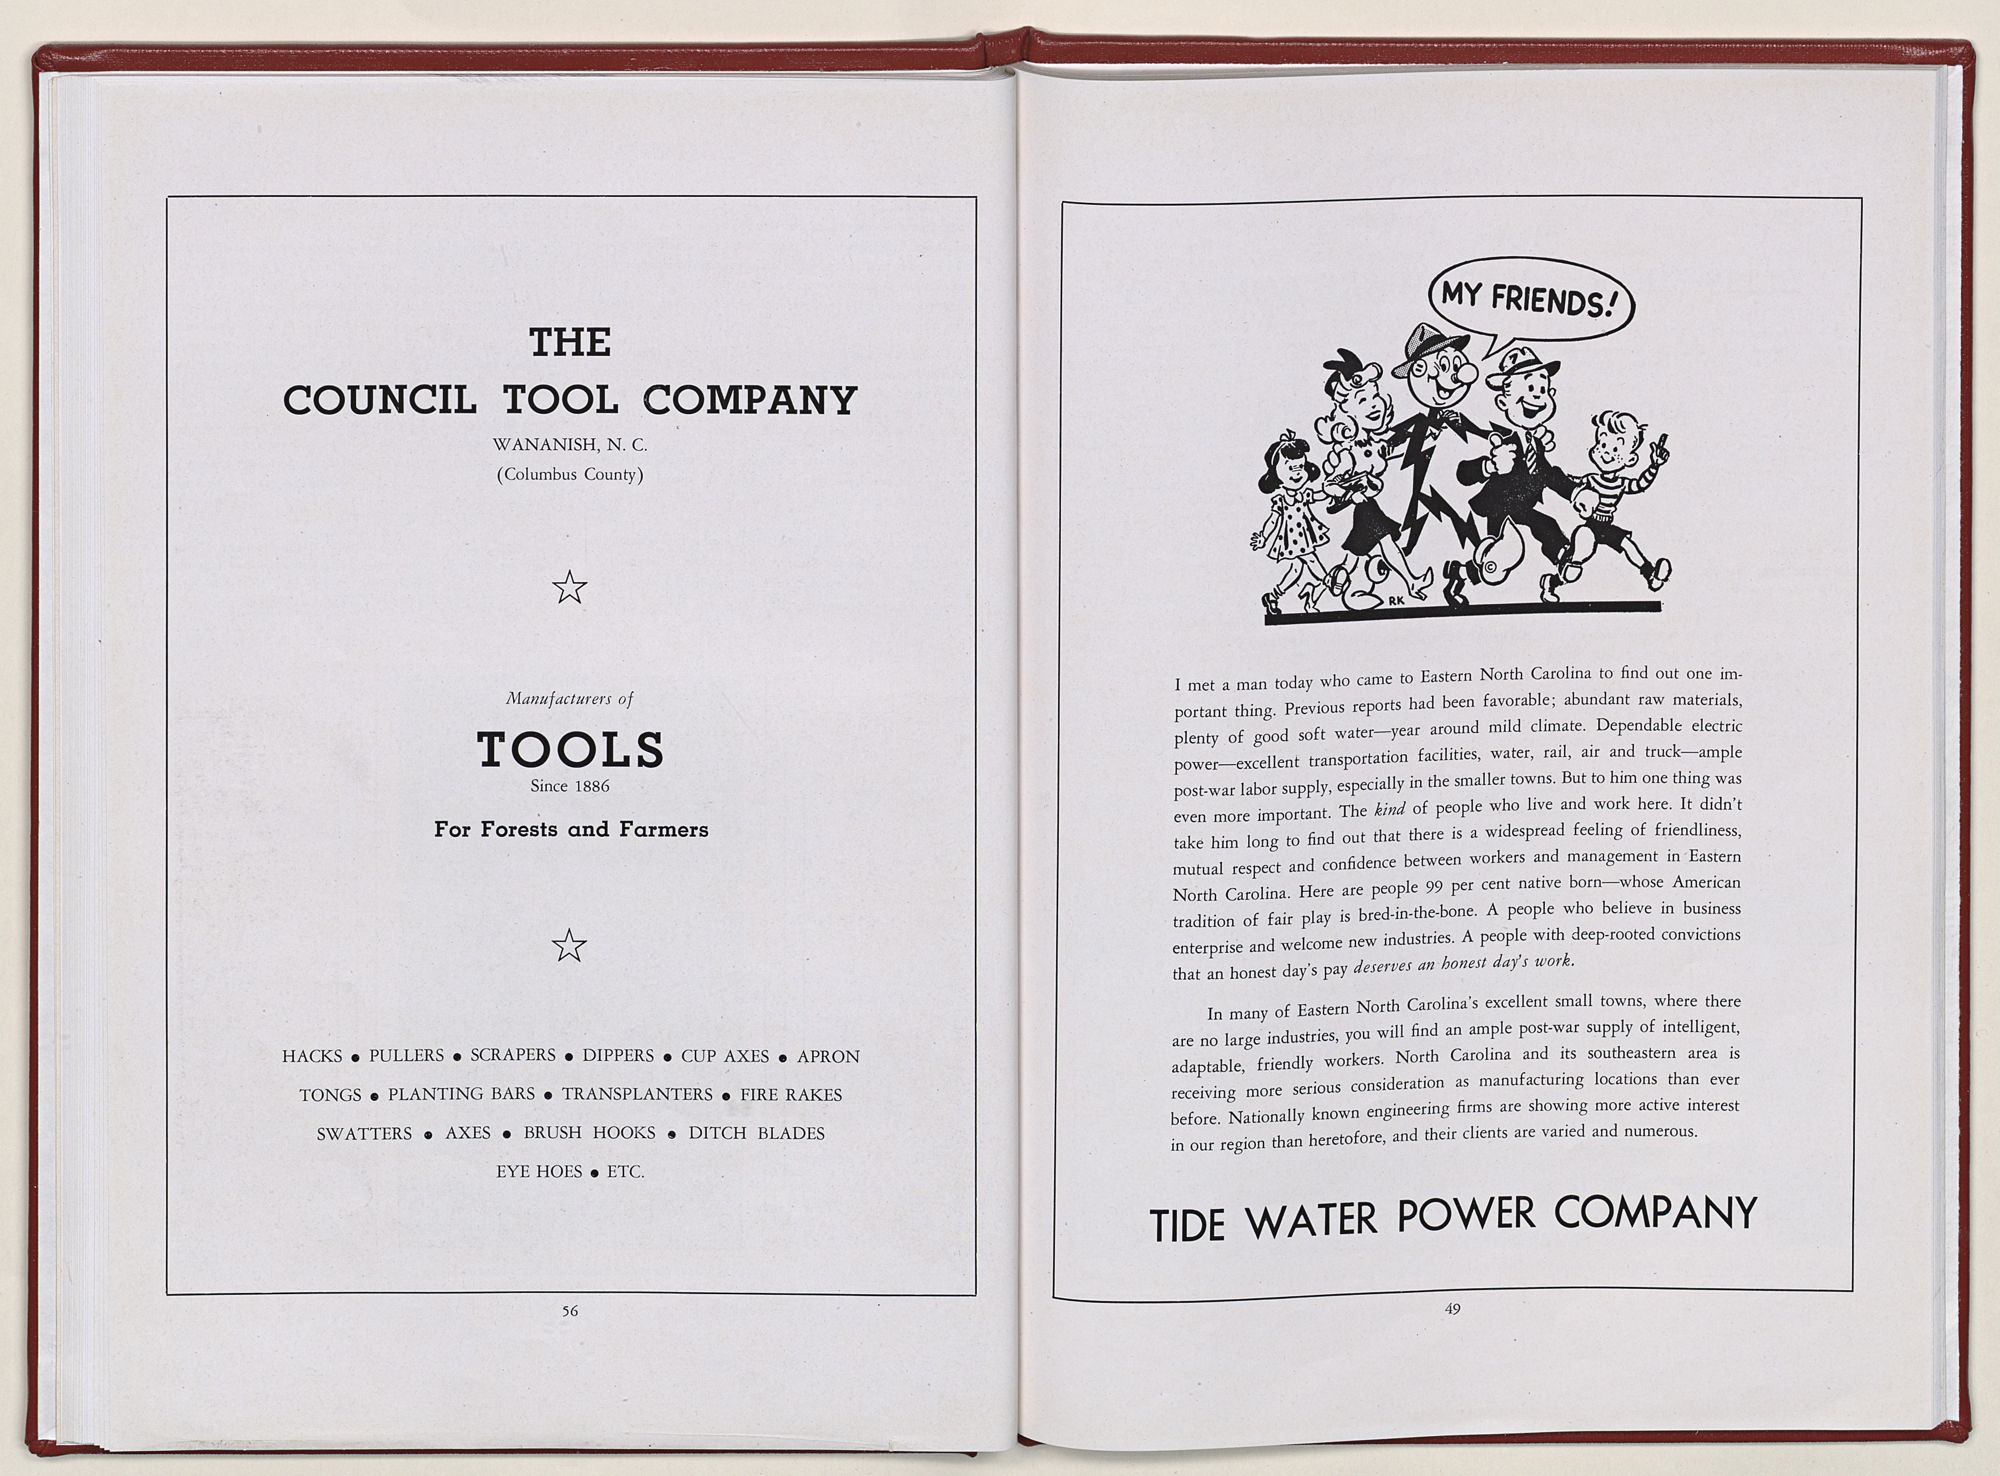 THE
COUNCIL TOOL COMPANY
WANANISH, N. C.
(Columbus County)
Manufacturers of
TOOLS
Since 1886
For Forests and Farmers
HACKS ● PULLERS ● SCRAPERS ● DIPPERS ● CUP AXES ● APRON
TONGS ● PLANTING BARS ● TRANSPLANTERS ● FIRE RAKES
SWATTERS ● AXES ● BRUSH HOOKS ● DITCH BLADES
EYE HOES ● ETC.
56
MY FRIENDS!
©
RK
I met a man today who came to Eastern North Carolina to find out one im-
portant thing. Previous reports had been favorable; abundant raw materials,
plenty of good soft water—year around mild climate. Dependable electric
power—excellent transportation facilities, water, rail, air and truck—ample
post-war labor supply, especially in the smaller towns. But to him one thing was
even more important. The kind of people who live and work here. It didn't
take him long to find out that there is a widespread feeling of friendliness,
mutual respect and confidence between workers and management in Eastern
North Carolina. Here are people 99 per cent native born—whose American
tradition of fair play is bred-in-the-bone. A people who believe in business
enterprise and welcome new industries. A people with deep-rooted convictions
that an honest day's pay deserves an honest day's work.
In many of Eastern North Carolina's excellent small towns, where there
are no large industries, you will find an ample post-war supply of intelligent,
adaptable, friendly workers. North Carolina and its southeastern area is
receiving more serious consideration as manufacturing locations than ever
before. Nationally known engineering firms are showing more active interest
in our region than heretofore, and their clients are varied and numerous.
TIDE WATER POWER COMPANY
49